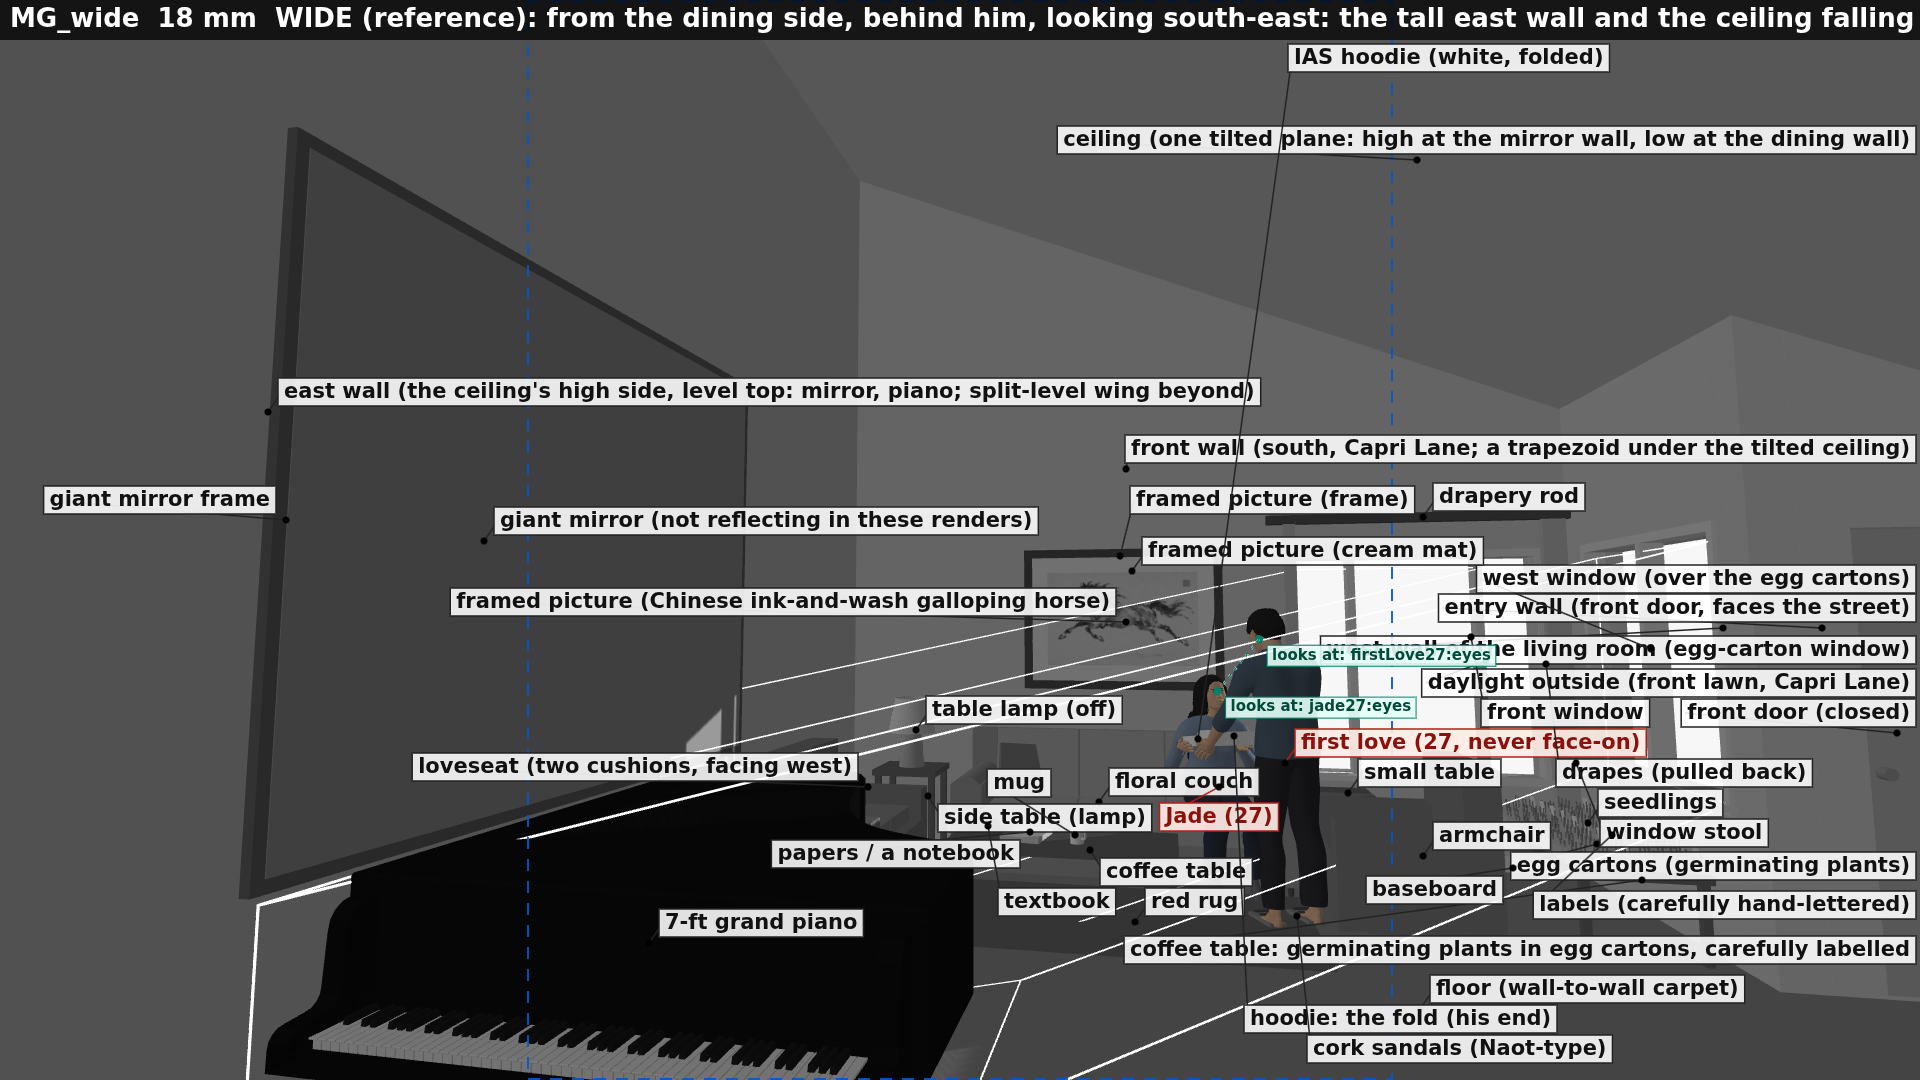 MG_wide 18 mm WIDE (reference): from the dining side, behind him, looking south-east: the tall east wall and the ceiling falling
IAS hoodie (white, folded)
ceiling (one tilted plane: high at the mirror wall, low at the dining wall)
east wall (the ceiling's high side, level top: mirror, piano; split-level wing beyond)
front wall (south, Capri Lane; a trapezoid under the tilted ceiling)
giant mirror frame
framed picture (frame)
drapery rod
giant mirror (not reflecting in these renders)
framed picture (cream mat)
west window (over the egg cartons)
framed picture (Chinese ink-and-wash galloping horse)
entry wall (front door, faces the street)
west wall of the living room (egg-carton window)
looks at: firstLove27:eyes
daylight outside (front lawn, Capri Lane)
looks at: jade27:eyes
table lamp (off)
front window
front door (closed)
first love (27, never face-on)
loveseat (two cushions, facing west)
mug
floral couch
small table
drapes (pulled back)
side table (lamp)
Jade (27)
seedlings
armchair
window stool
papers / a notebook
coffee table
egg cartons (germinating plants)
baseboard
textbook
red rug
labels (carefully hand-lettered)
7-ft grand piano
coffee table: germinating plants in egg cartons, carefully labelled
floor (wall-to-wall carpet)
hoodie: the fold (his end)
cork sandals (Naot-type)